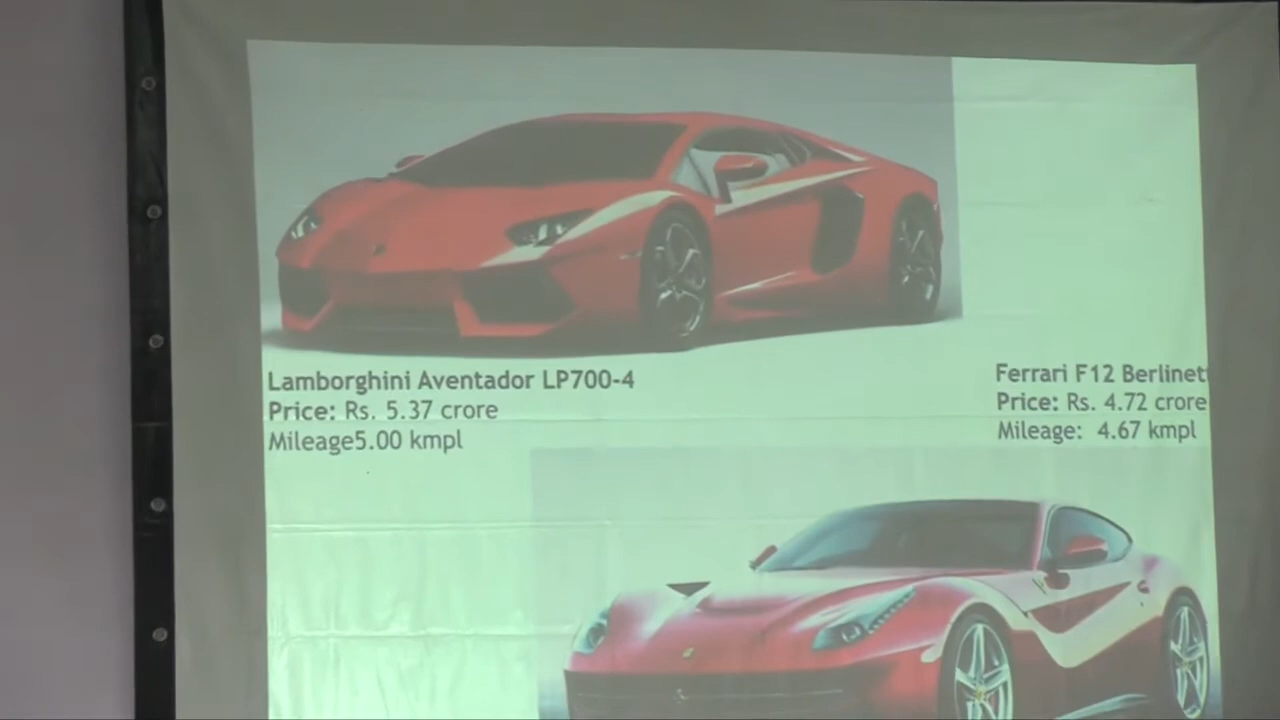 Lamborghini Aventador LP700-4
Price: Rs. 5.37 crore
Mileage5.00 kmpl
Ferrari F12 Berlinet
Price: Rs. 4.72 crore
Mileage: 4.67 kmpl